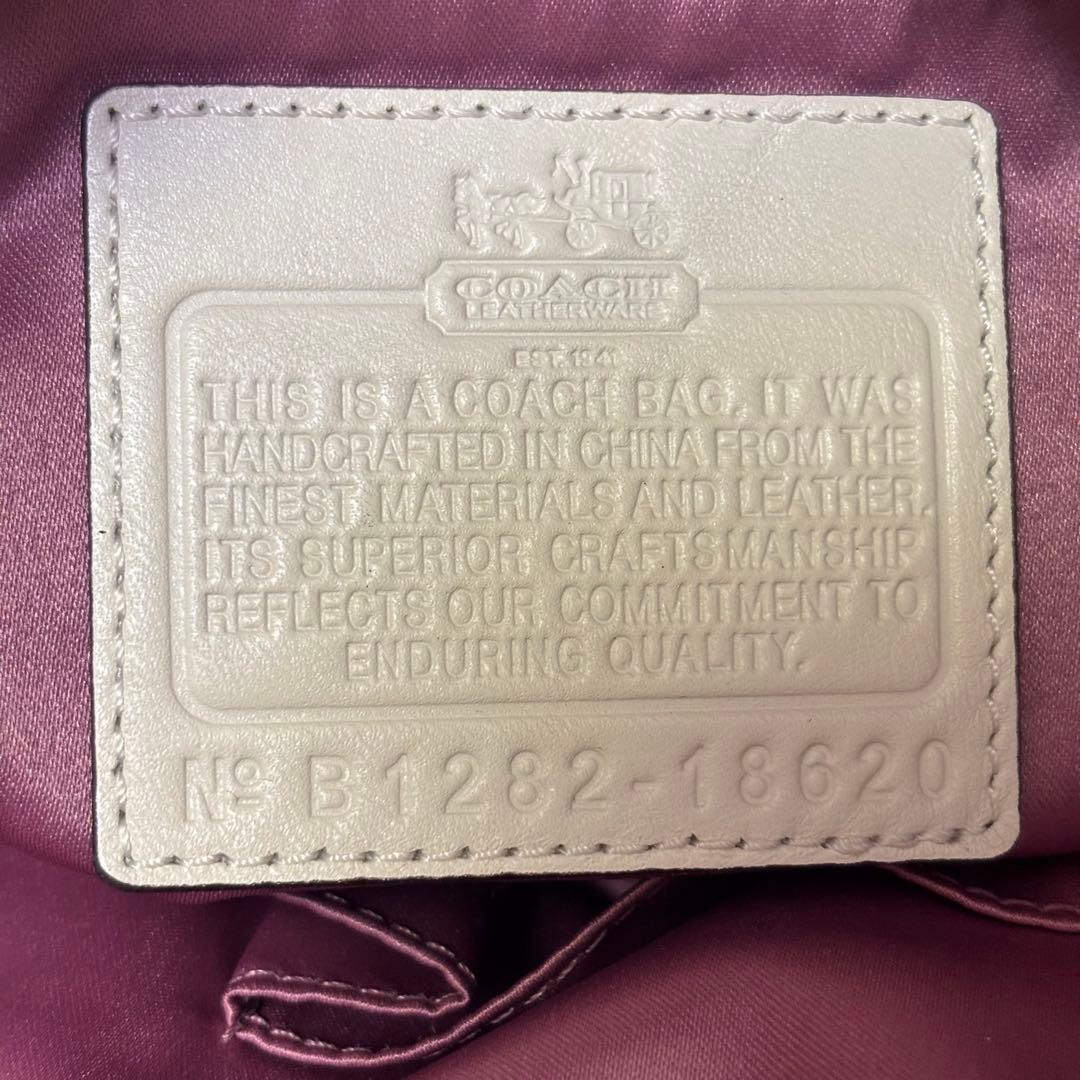 COACH
LEATHERWARE
EST. 1941
THIS IS A COACH BAG. IT WAS
HANDCRAFTED IN CHINA FROM THE
FINEST MATERIALS AND LEATHER.
ITS SUPERIOR CRAFTSMANSHIP
REFLECTS OUR COMMITMENT TO
ENDURING QUALITY.
Nº B1282-18620